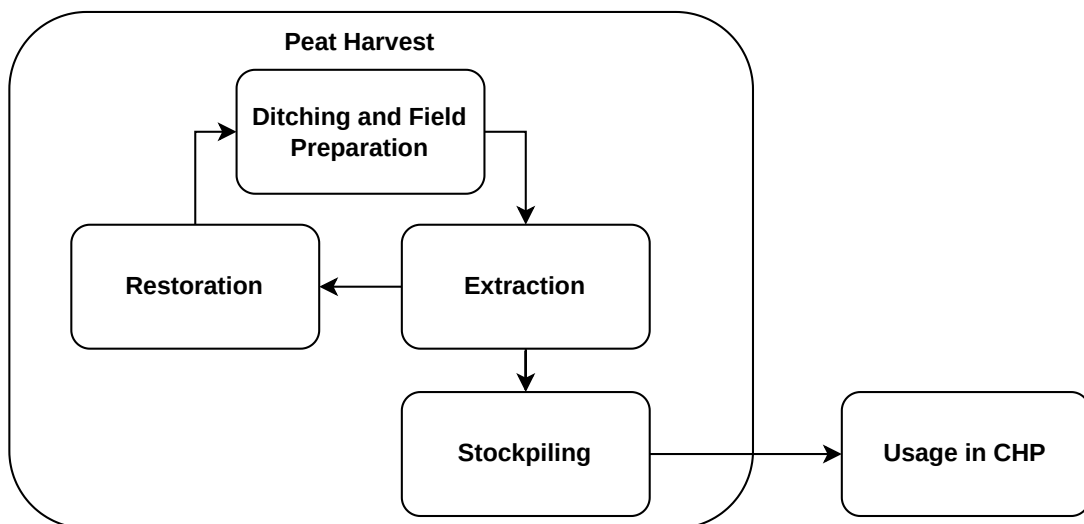 Peat Harvest
Ditching and Field
Preparation
Restoration
Extraction
Stockpiling
Usage in CHP